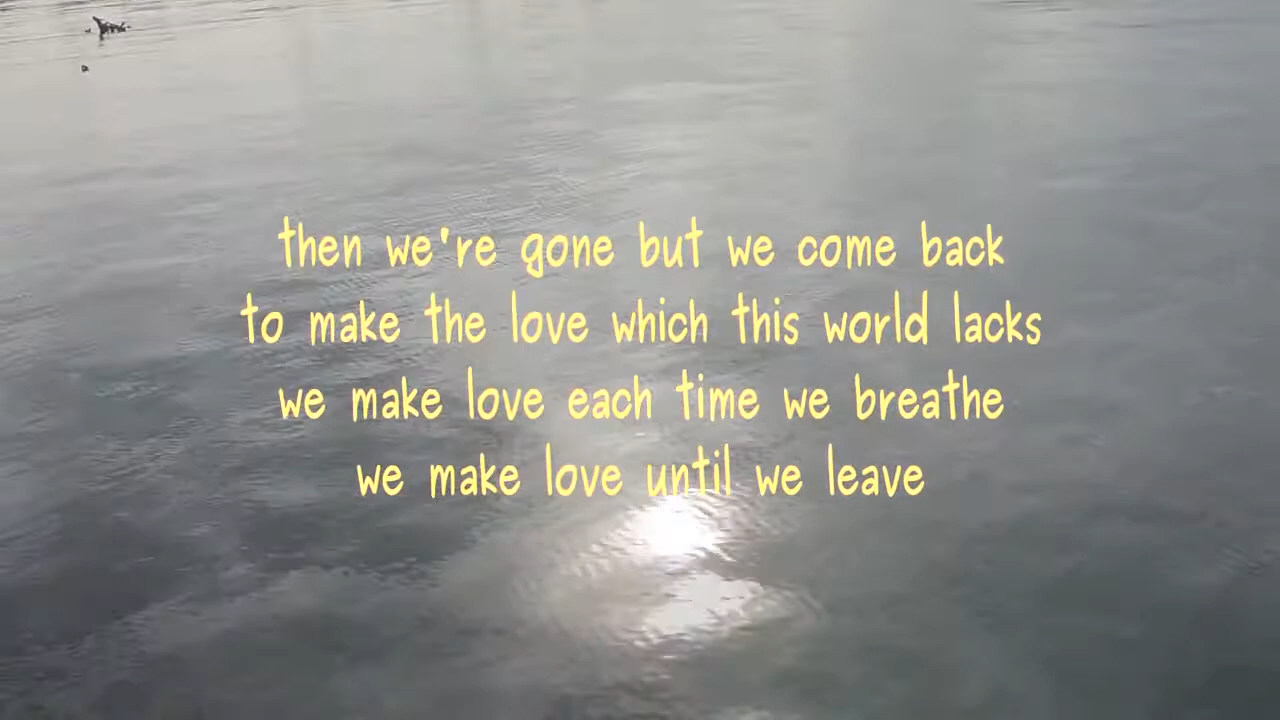 then we're gone but we come back
to make the love which this world lacks
we make love each time we breathe
we make love until we leave